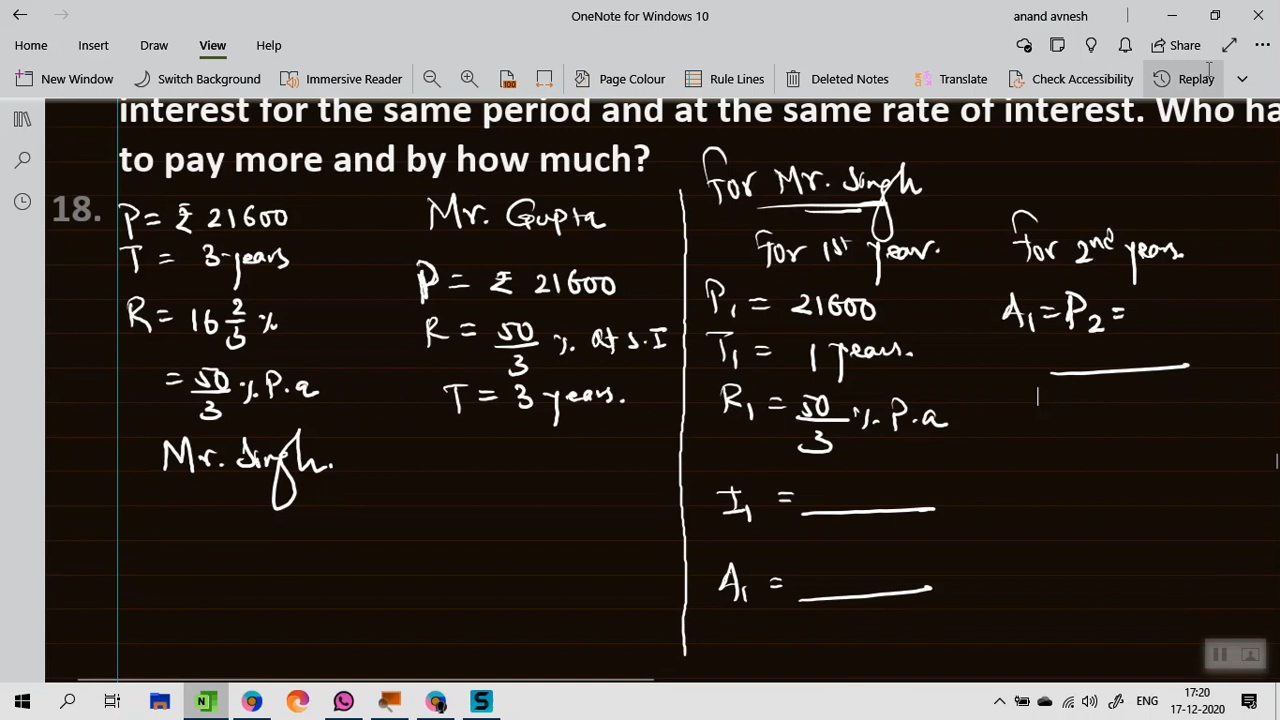 OneNote for Windows 10
anand avnesh
Home Insert Draw View Help
Share
New Window Switch Background Immersive Reader Page Colour Rule Lines Deleted Notes Translate Check Accessibility Replay
interest for the same period and at the same rate of interest. Who ha
to pay more and by how much?
18.
P = ₹ 21600
T = 3 years
R = 16 2/3 %
= 50/3 % P.a
Mr. Singh.
Mr. Gupta
P = ₹ 21600
R = 50/3 % at S.I
T = 3 years.
for Mr. Singh
for 1st year.
P1 = 21600
T1 = 1 years.
R1 = 50/3 % P.a
I1 =
A1 =
for 2nd years
A1 = P2 =
ENG
7:20
17-12-2020